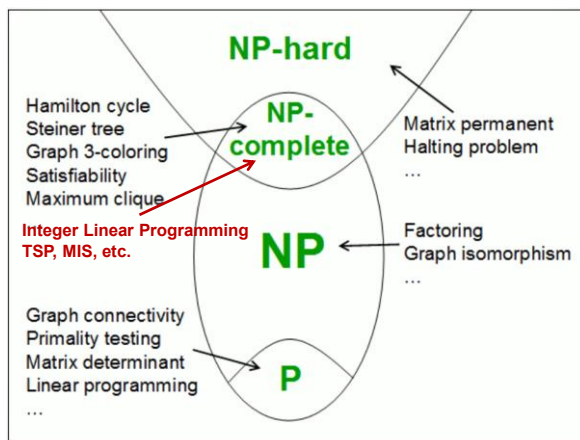 NP-hard
Hamilton cycle
Steiner tree
Graph 3-coloring
Satisfiability
Maximum clique
Integer Linear Programming
TSP, MIS, etc.
NP-
complete
Matrix permanent
Halting problem
...
NP
Factoring
Graph isomorphism
...
Graph connectivity
Primality testing
Matrix determinant
Linear programming
...
P